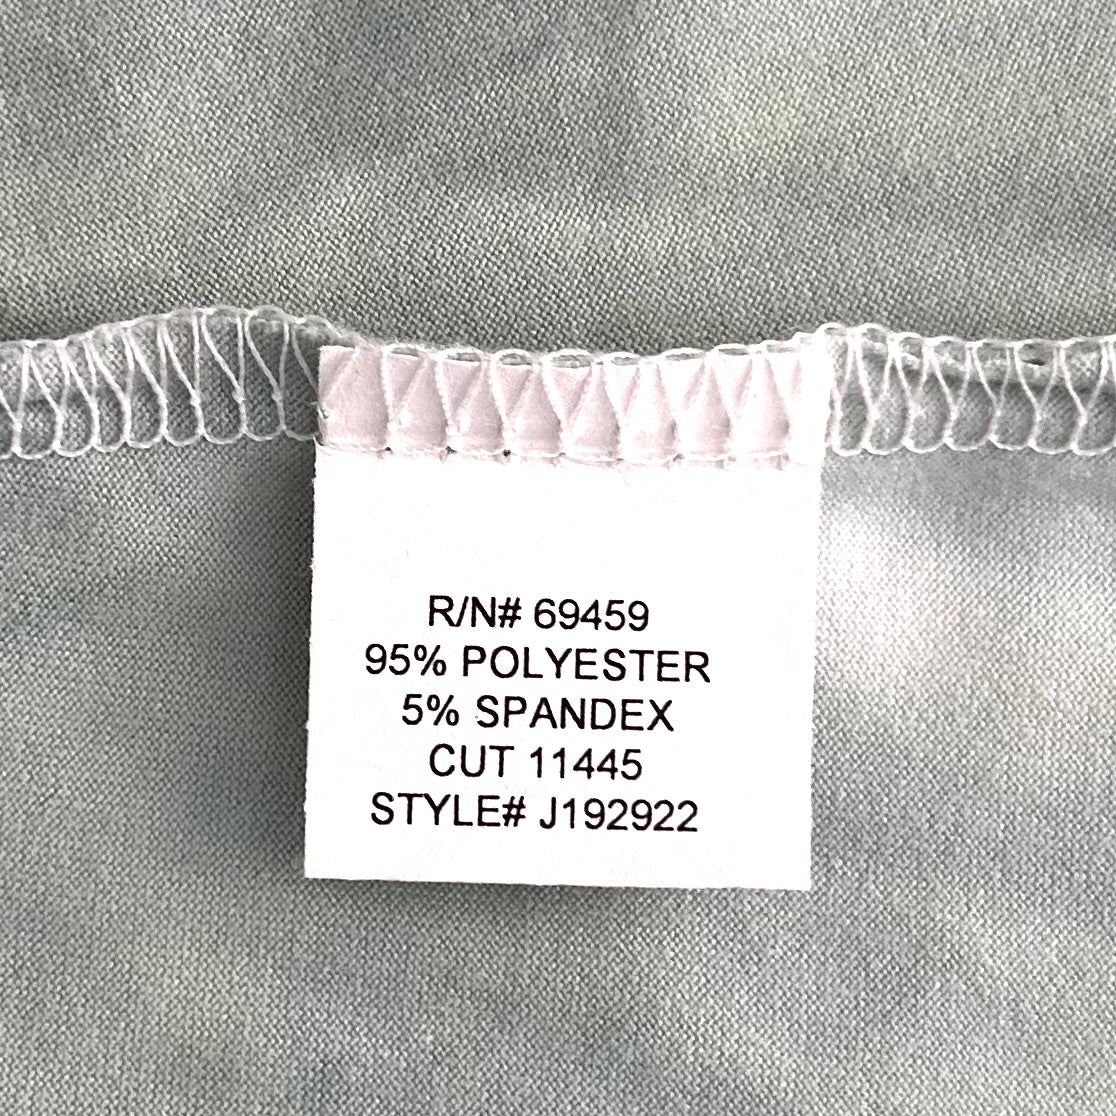 R/N# 69459
95% POLYESTER
5% SPANDEX
CUT 11445
STYLE# J192922